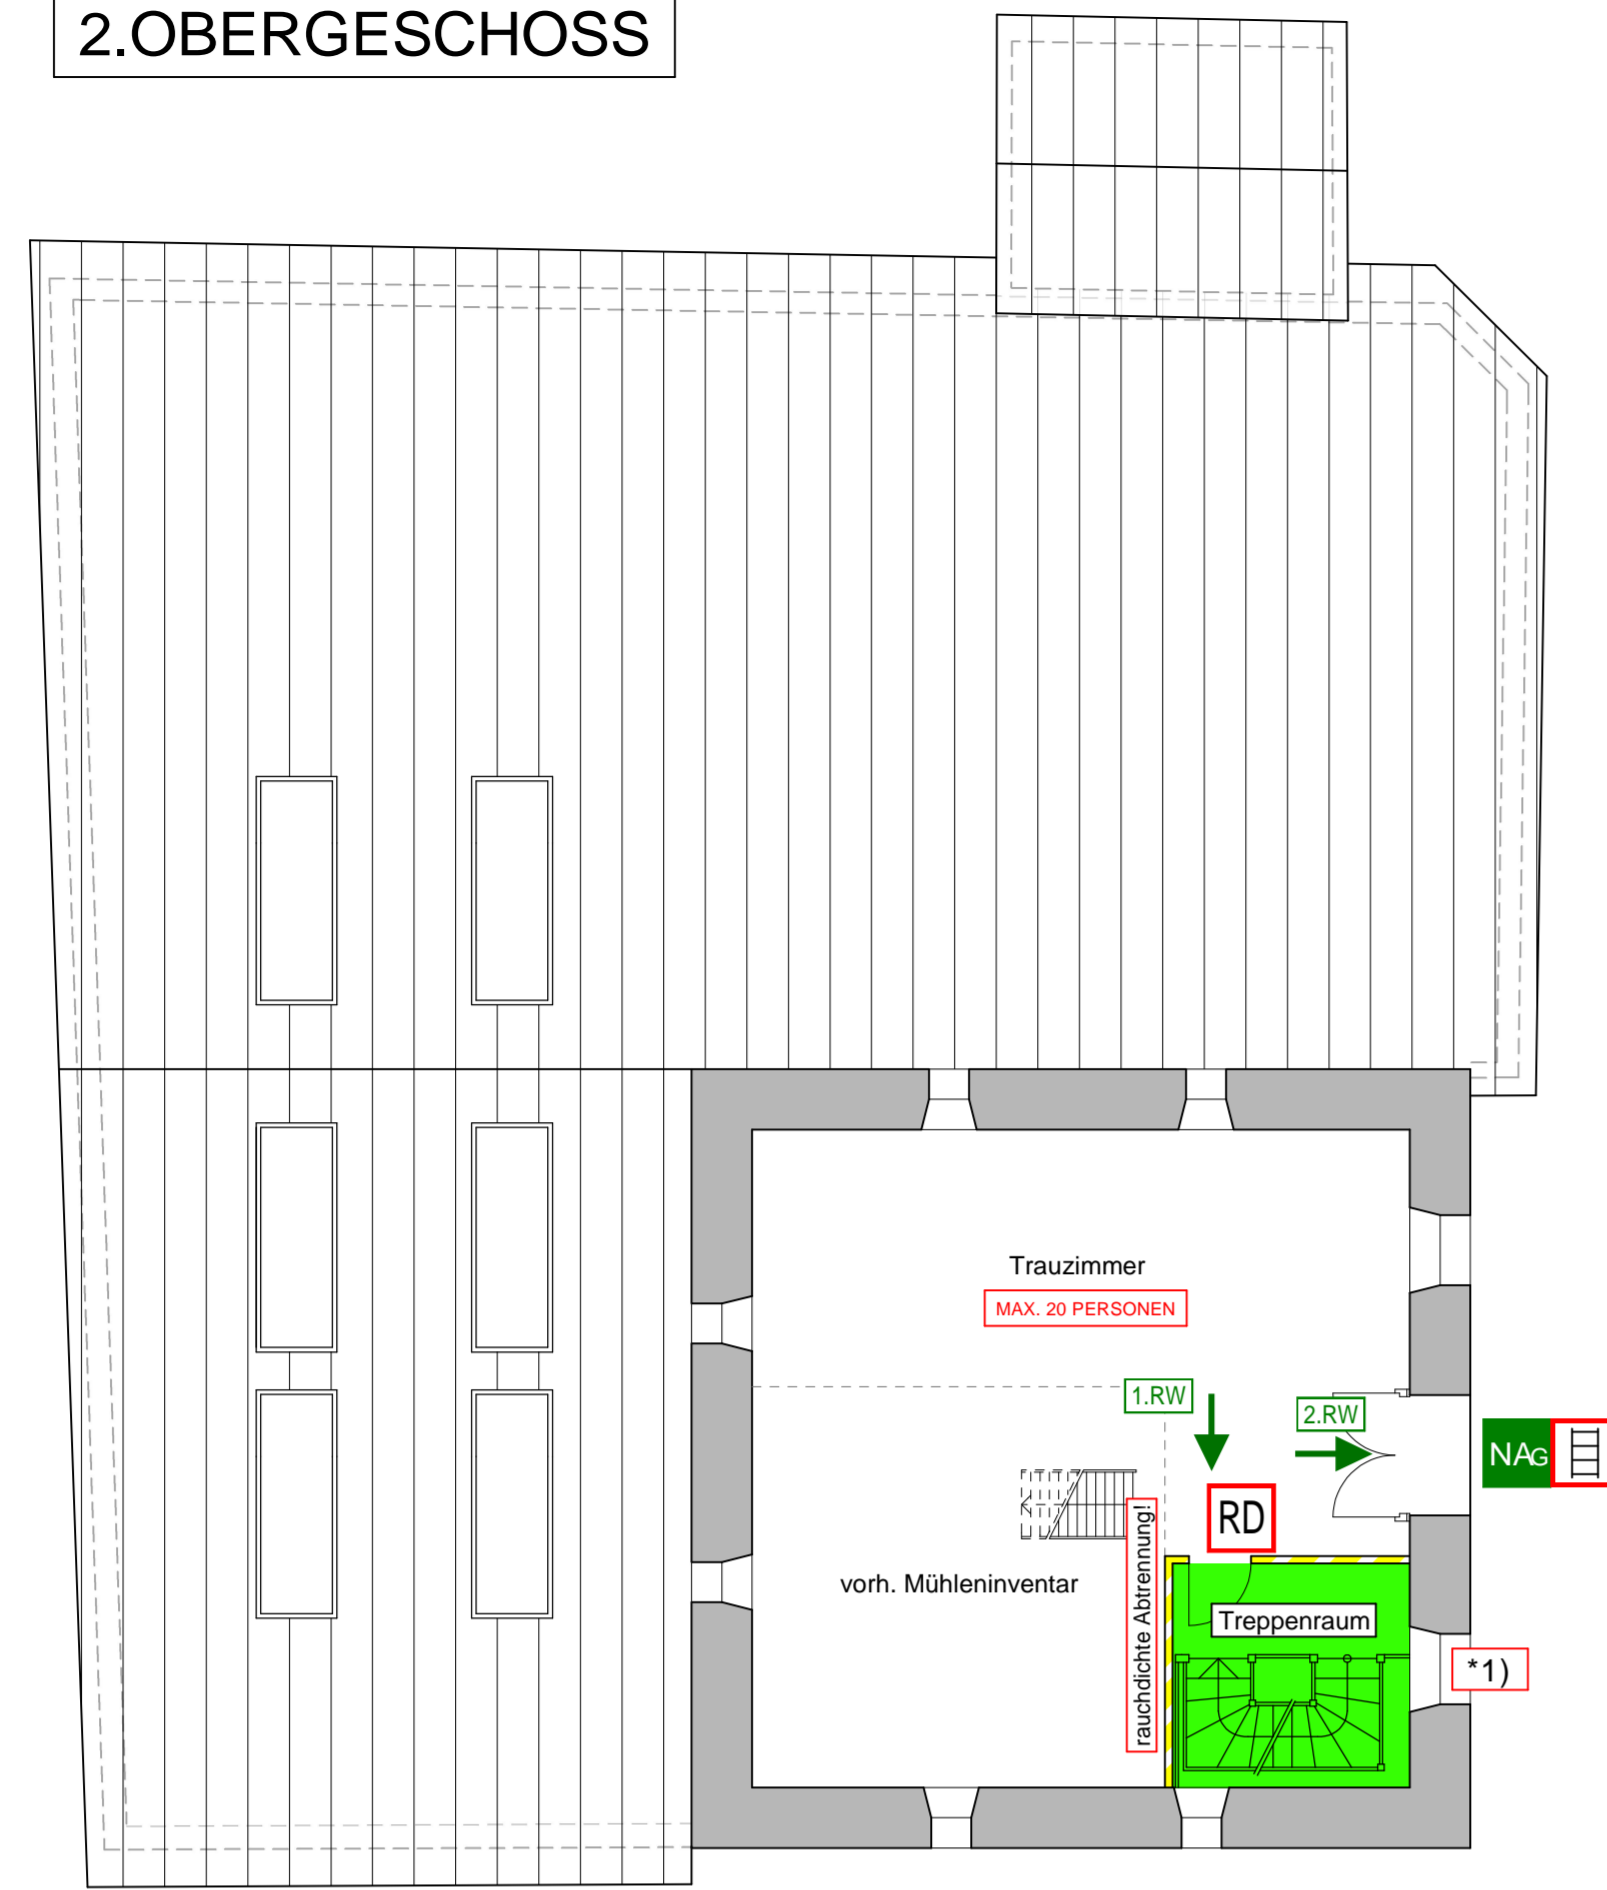 2.OBERGESCHOSS
Trauzimmer
MAX. 20 PERSONEN
1.RW
2.RW
NAG
RD
rauchdichte Abtrennung!
vorh. Mühleninventar
Treppenraum
*1)